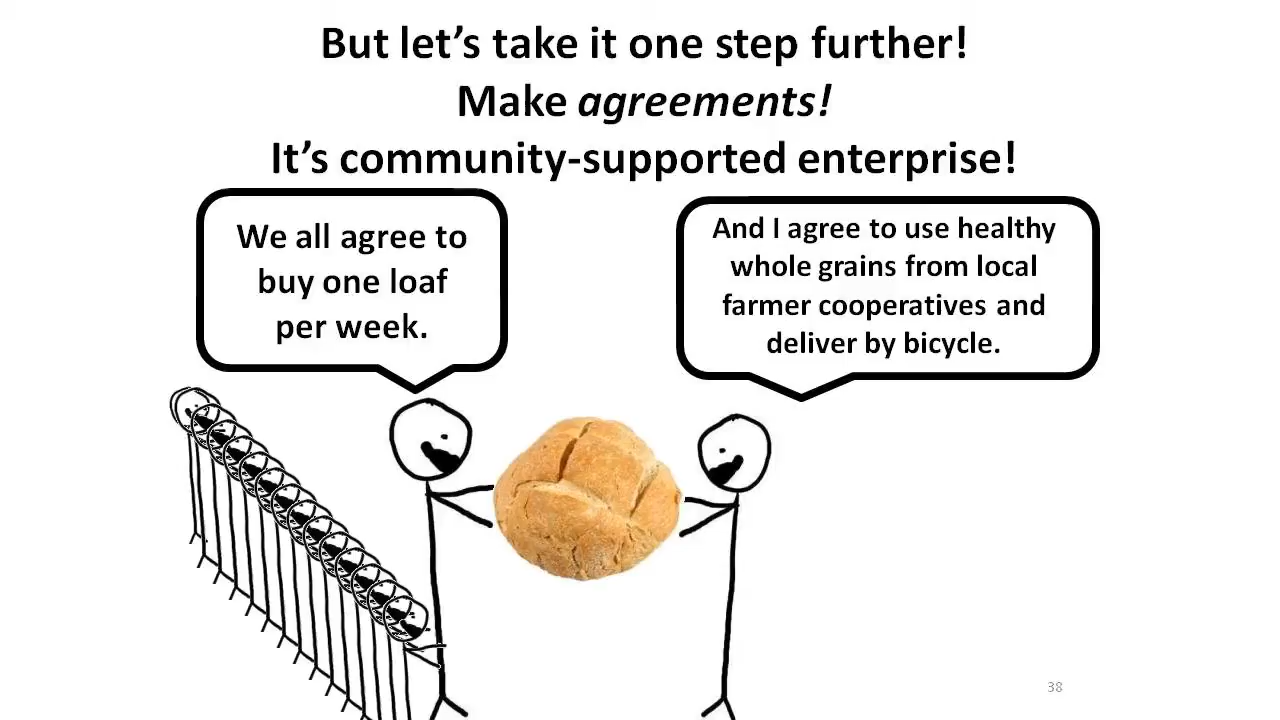 But let’s take it one step further!
Make agreements!
It’s community-supported enterprise!
We all agree to
buy one loaf
per week.
And I agree to use healthy
whole grains from local
farmer cooperatives and
deliver by bicycle.
38